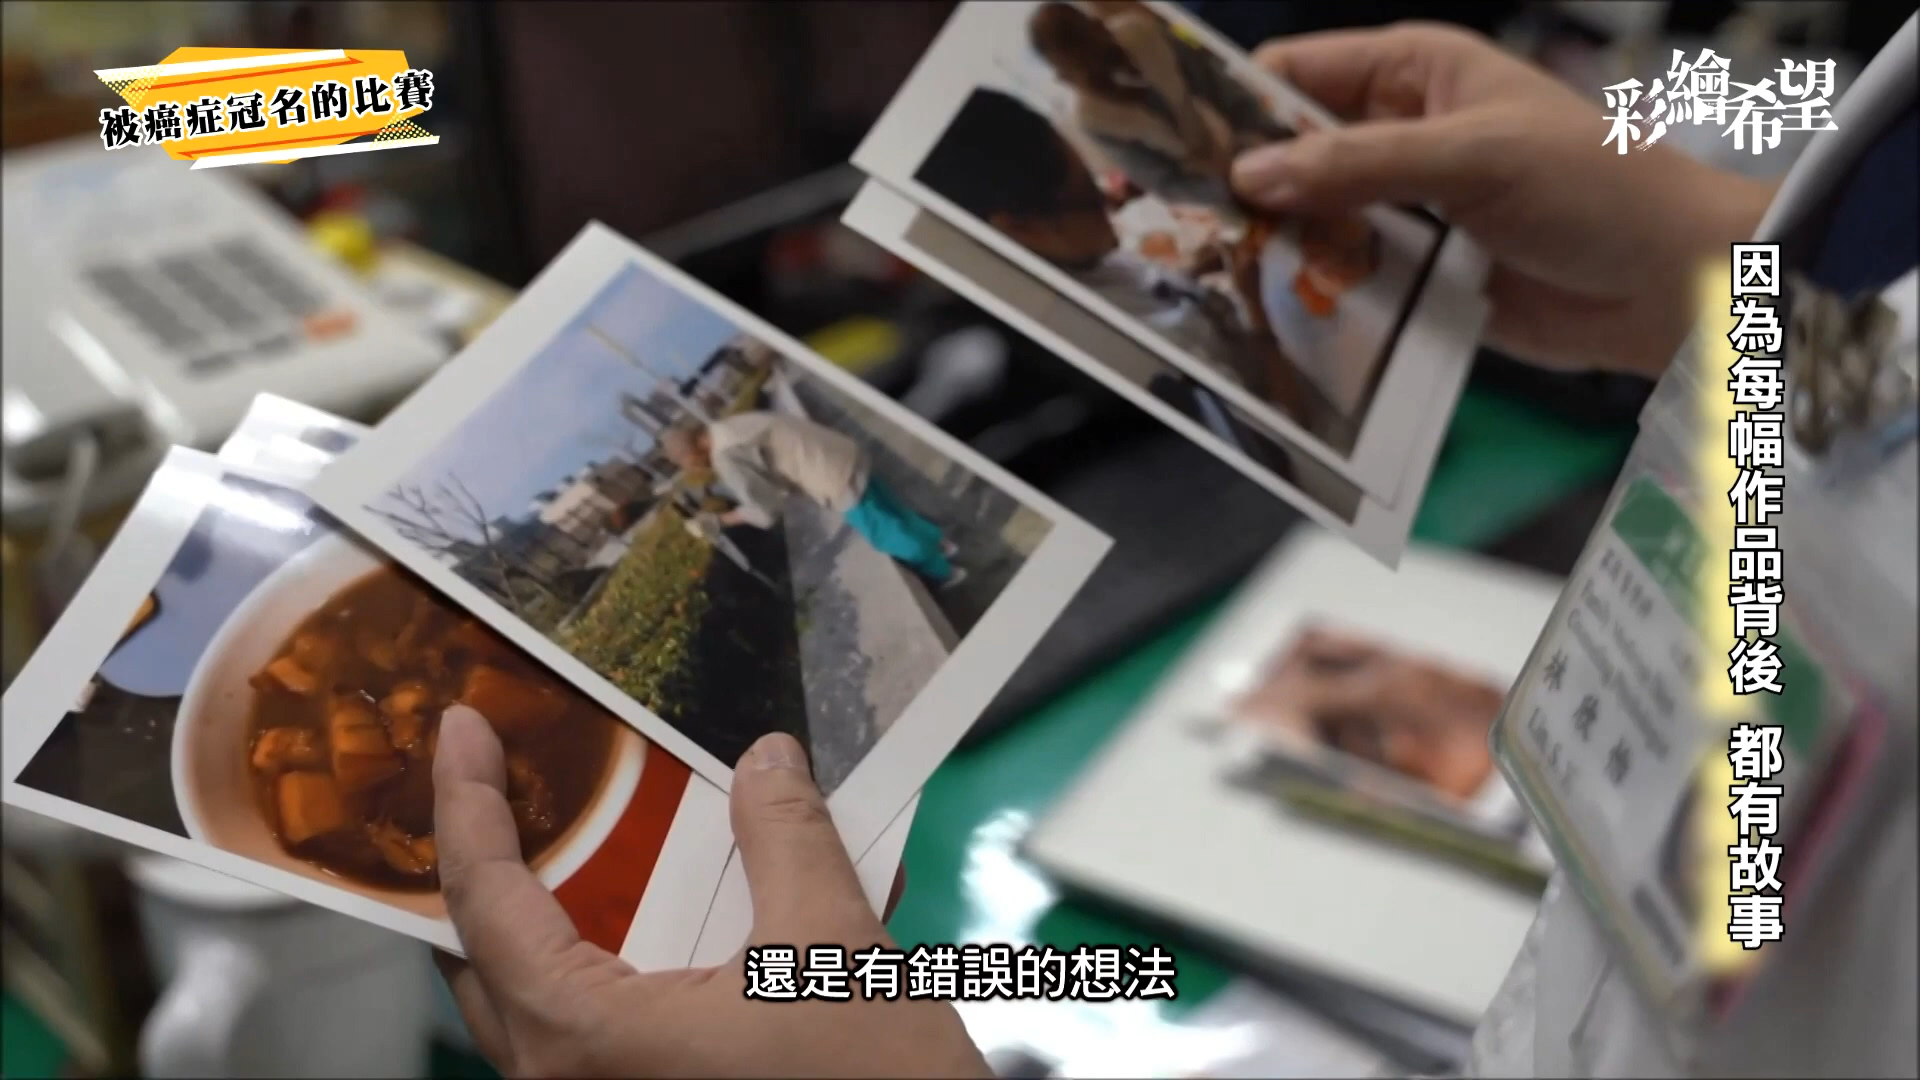 被癌症冠名的比賽
彩繪希望
因為每幅作品背後 都有故事
還是有錯誤的想法